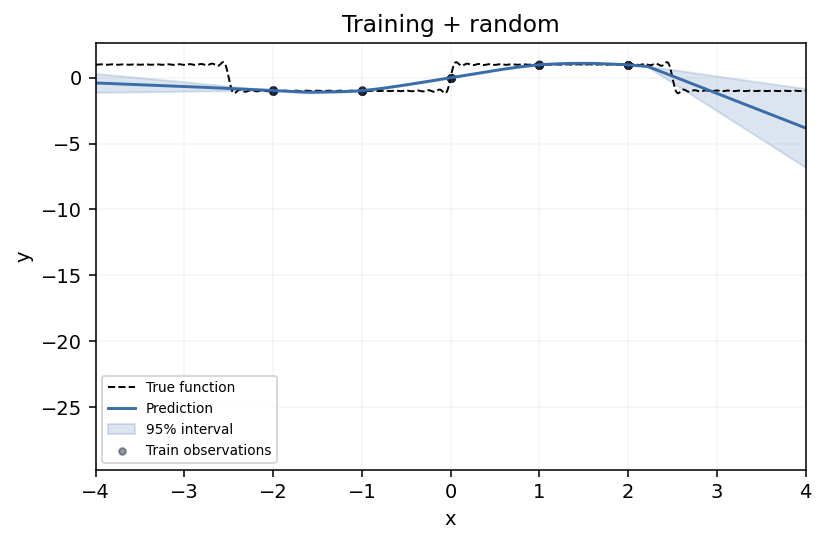 Training + random
0
−5
−10
−15
−20
−25
y
True function
Prediction
95% interval
Train observations
−4 −3 −2 −1 0 1 2 3 4
x